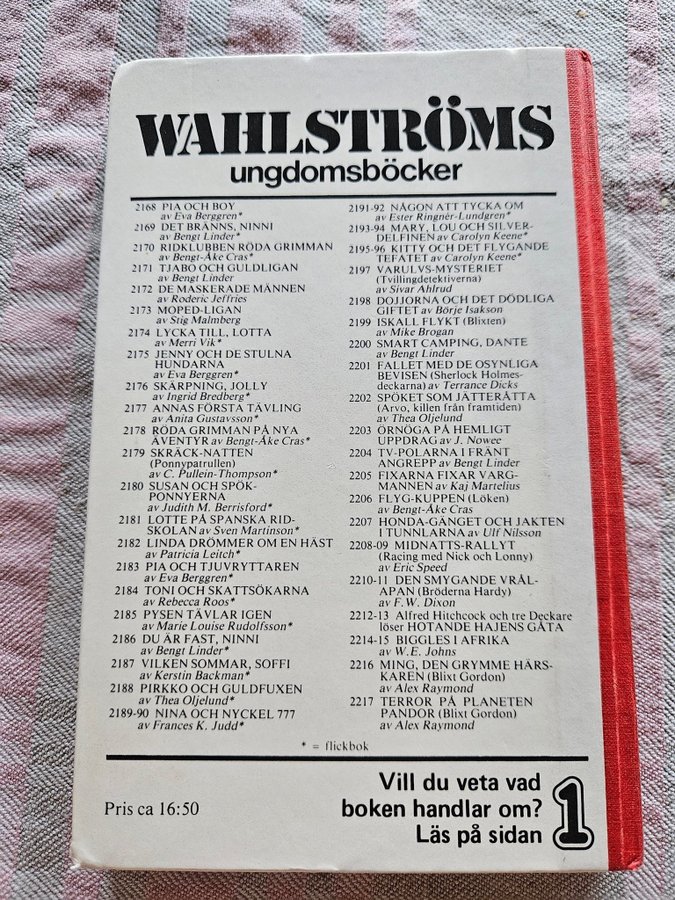 WAHLSTRÖMS
ungdomsböcker
2168 PIA OCH BOY
av Eva Berggren*
2169 DET BRÄNNS, NINNI
av Bengt Linder*
2170 RIDKLUBBEN RÖDA GRIMMAN
av Bengt-Åke Cras*
2171 TJABO OCH GULDLIGAN
av Bengt Linder
2172 DE MASKERADE MÄNNEN
av Roderic Jeffries
2173 MOPED-LIGAN
av Stig Malmberg
2174 LYCKA TILL, LOTTA
av Merri Vik*
2175 JENNY OCH DE STULNA
HUNDARNA
av Eva Berggren*
2176 SKÄRPNING, JOLLY
av Ingrid Bredberg*
2177 ANNAS FÖRSTA TÄVLING
av Anita Gustavsson*
2178 RÖDA GRIMMAN PÅ NYA
ÄVENTYR av Bengt-Åke Cras*
2179 SKRÄCK-NATTEN
(Ponnypatrullen)
av C. Pullein-Thompson*
2180 SUSAN OCH SPÖK-
PONNYERNA
av Judith M. Berrisford*
2181 LOTTE PÅ SPANSKA RID-
SKOLAN av Sven Martinson*
2182 LINDA DRÖMMER OM EN HÄST
av Patricia Leitch*
2183 PIA OCH TJUVRYTTAREN
av Eva Berggren*
2184 TONI OCH SKATTSÖKARNA
av Rebecca Roos*
2185 PYSEN TÄVLAR IGEN
av Marie Louise Rudolfsson*
2186 DU ÄR FAST, NINNI
av Bengt Linder*
2187 VILKEN SOMMAR, SOFFI
av Kerstin Backman*
2188 PIRKKO OCH GULDFUXEN
av Thea Oljelund*
2189-90 NINA OCH NYCKEL 777
av Frances K. Judd*
2191-92 NÅGON ATT TYCKA OM
av Ester Ringnér-Lundgren*
2193-94 MARY, LOU OCH SILVER-
DELFINEN av Carolyn Keene*
2195-96 KITTY OCH DET FLYGANDE
TEFATET av Carolyn Keene*
2197 VARULVS-MYSTERIET
(Tvillingdetektiverna)
av Sivar Ahlrud
2198 DOJJORNA OCH DET DÖDLIGA
GIFTET av Börje Isakson
2199 ISKALL FLYKT (Blixten)
av Mike Brogan
2200 SMART CAMPING, DANTE
av Bengt Linder
2201 FALLET MED DE OSYNLIGA
BEVISEN (Sherlock Holmes-
deckarna) av Terrance Dicks
2202 SPÖKET SOM JÄTTERÅTTA
(Arvo, killen från framtiden)
av Thea Oljelund
2203 ÖRNÖGA PÅ HEMLIGT
UPPDRAG av J. Nowee
2204 TV-POLARNA I FRÄNT
ANGREPP av Bengt Linder
2205 FIXARNA FIXAR VARG-
MANNEN av Kaj Martelius
2206 FLYG-KUPPEN (Löken)
av Bengt-Åke Cras
2207 HONDA-GÄNGET OCH JAKTEN
I TUNNLARNA av Ulf Nilsson
2208-09 MIDNATTS-RALLYT
(Racing med Nick och Lonny)
av Eric Speed
2210-11 DEN SMYGANDE VRÅL-
APAN (Bröderna Hardy)
av F.W. Dixon
2212-13 Alfred Hitchcock och tre Deckare
löser HOTANDE HAJENS GÅTA
2214-15 BIGGLES I AFRIKA
av W.E. Johns
2216 MING, DEN GRYMME HÄRS-
KAREN (Blixt Gordon)
av Alex Raymond
2217 TERROR PÅ PLANETEN
PANDOR (Blixt Gordon)
av Alex Raymond
* = flickbok
Pris ca 16:50
Vill du veta vad
boken handlar om?
Läs på sidan 1